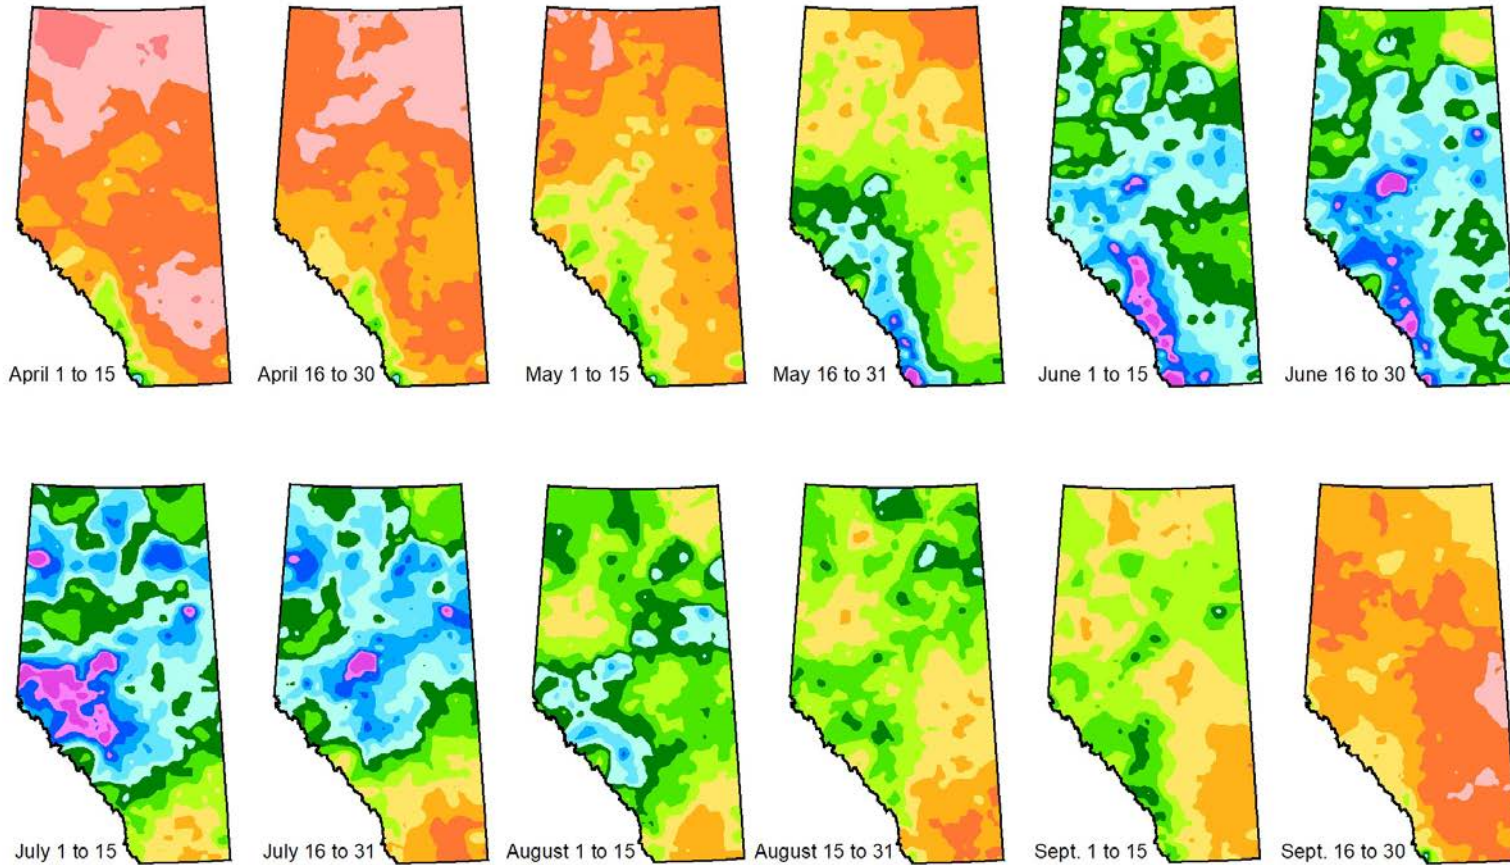 April 1 to 15
April 16 to 30
May 1 to 15
May 16 to 31
June 1 to 15
June 16 to 30
July 1 to 15
July 16 to 31
August 1 to 15
August 15 to 31
Sept. 1 to 15
Sept. 16 to 30